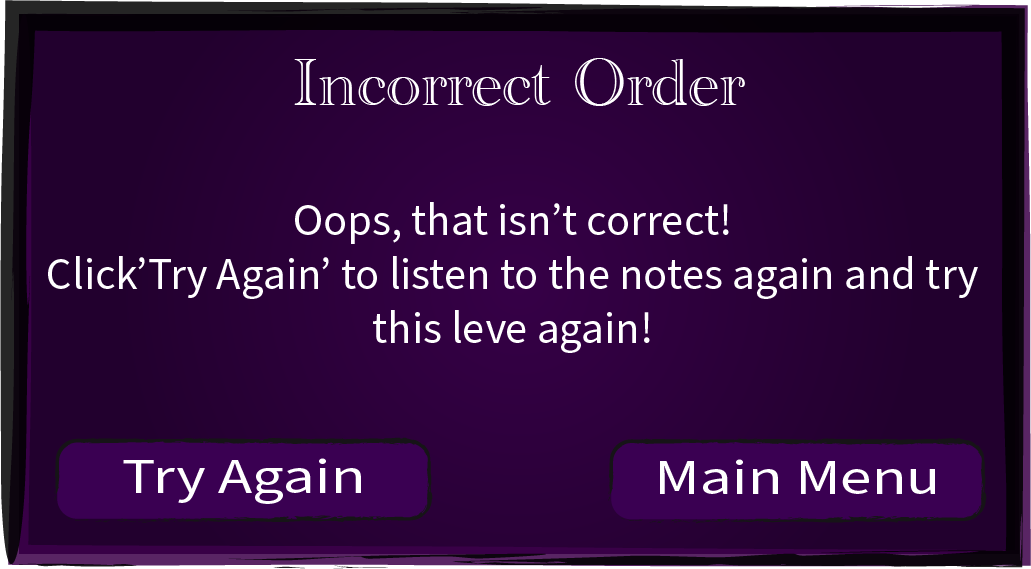 Incorrect Order
Oops, that isn’t correct!
Click’Try Again’ to listen to the notes again and try
this leve again!
Try Again
Main Menu